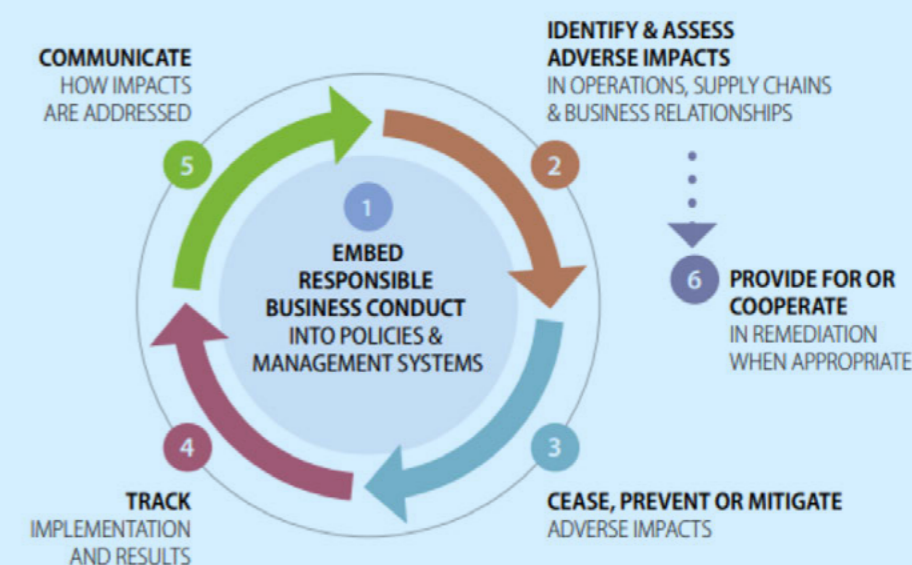 1
EMBED
RESPONSIBLE
BUSINESS CONDUCT
INTO POLICIES &
MANAGEMENT SYSTEMS
2
IDENTIFY & ASSESS
ADVERSE IMPACTS
IN OPERATIONS, SUPPLY CHAINS
& BUSINESS RELATIONSHIPS
3
CEASE, PREVENT OR MITIGATE
ADVERSE IMPACTS
4
TRACK
IMPLEMENTATION
AND RESULTS
5
COMMUNICATE
HOW IMPACTS
ARE ADDRESSED
6
PROVIDE FOR OR
COOPERATE
IN REMEDIATION
WHEN APPROPRIATE